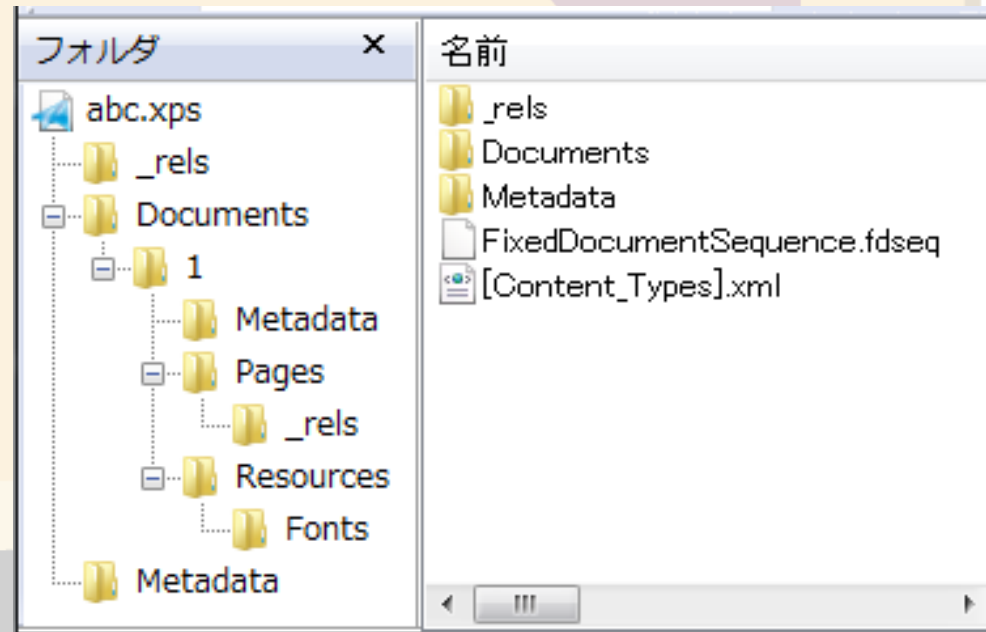 フォルダ ×
abc.xps
_rels
Documents
1
Metadata
Pages
_rels
Resources
Fonts
Metadata
名前
_rels
Documents
Metadata
FixedDocumentSequence.fdseq
[Content_Types].xml